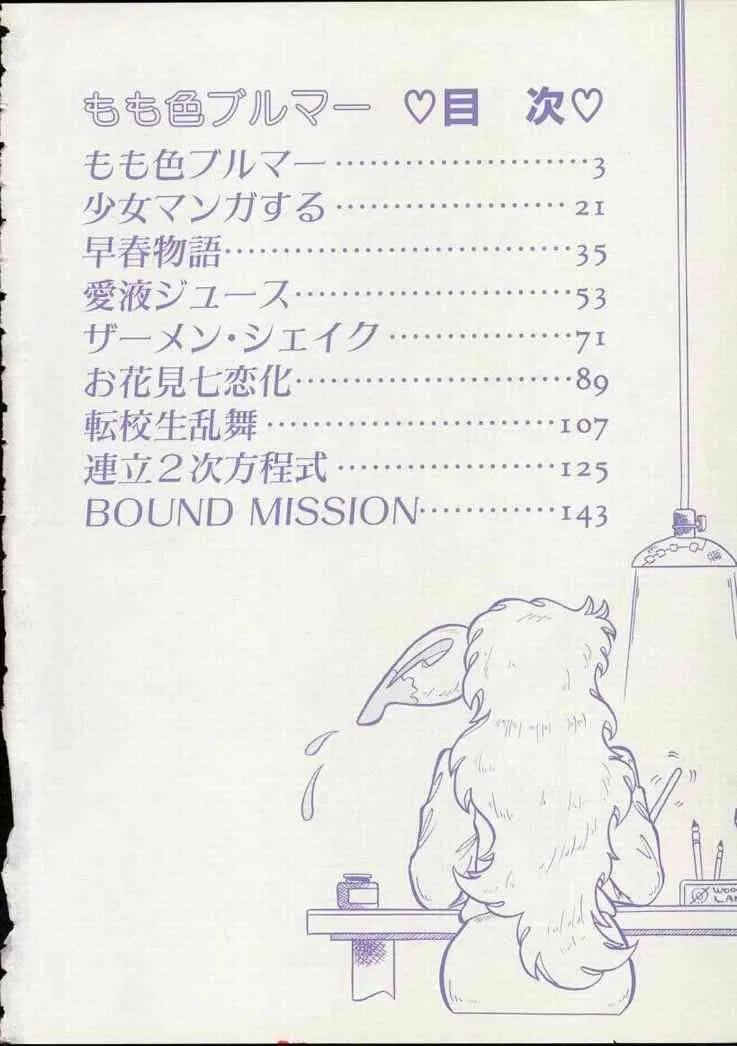 もも色ブルマー ♡目 次♡
もも色ブルマー……………………3
少女マンガする……………………21
早春物語……………………………35
愛液ジュース………………………53
ザーメン・シェイク………………71
お花見七恋化………………………89
転校生乱舞…………………………107
連立2次方程式……………………125
BOUND MISSION…………143